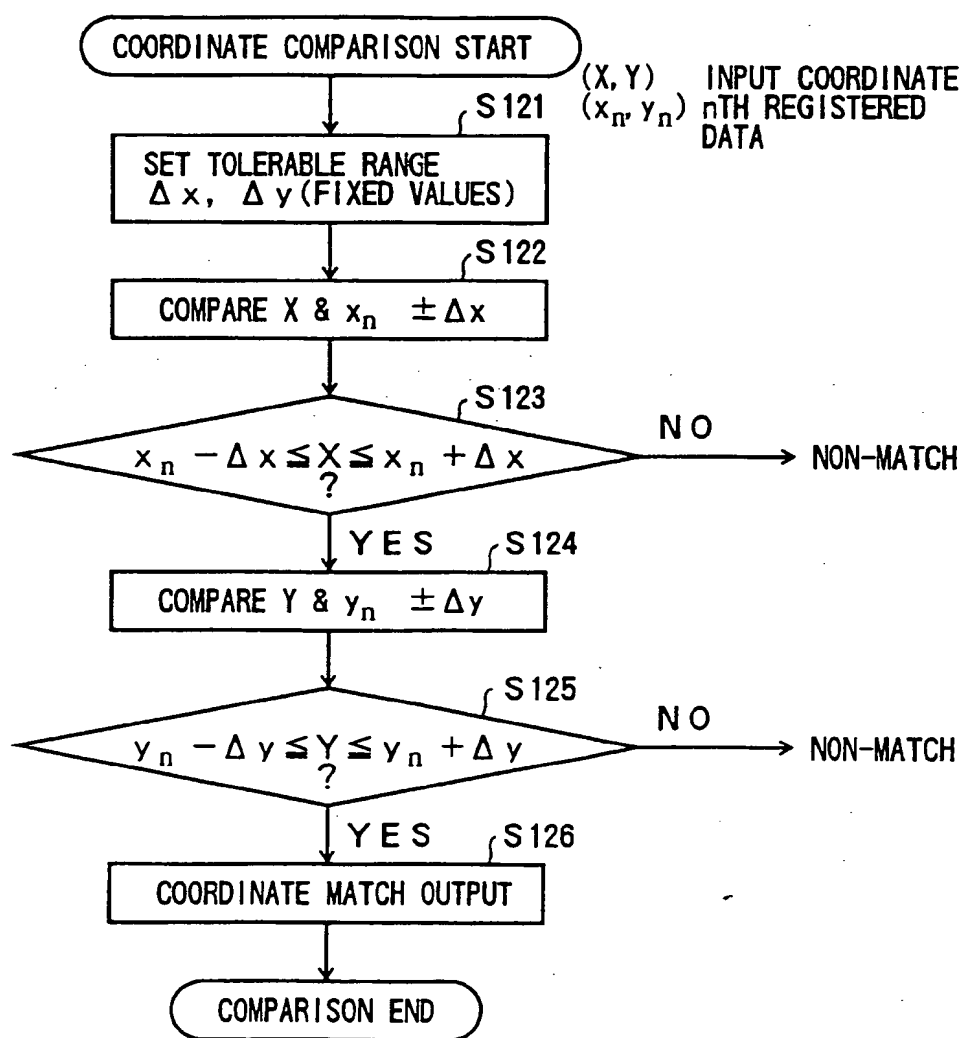 COORDINATE COMPARISON START
(X, Y) INPUT COORDINATE
(xn, yn) nTH REGISTERED
DATA
S121
SET TOLERABLE RANGE
Δx, Δy (FIXED VALUES)
S122
COMPARE X & xn ±Δx
S123
xn − Δx ≦ X ≦ xn + Δx
?
NO
NON-MATCH
YES
S124
COMPARE Y & yn ±Δy
S125
yn − Δy ≦ Y ≦ yn + Δy
?
NO
NON-MATCH
YES
S126
COORDINATE MATCH OUTPUT
COMPARISON END